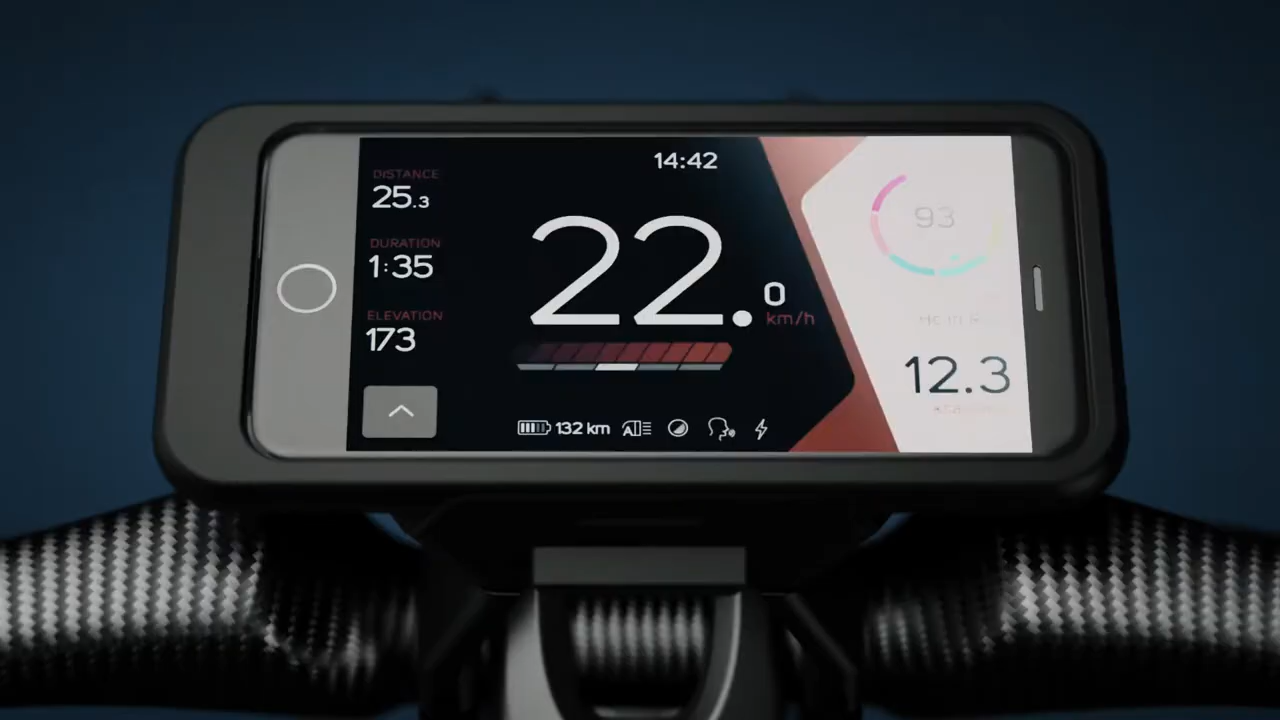 14:42
DISTANCE
25.3
DURATION
1:35
ELEVATION
173
22.0
km/h
132 km
A
93
12.3